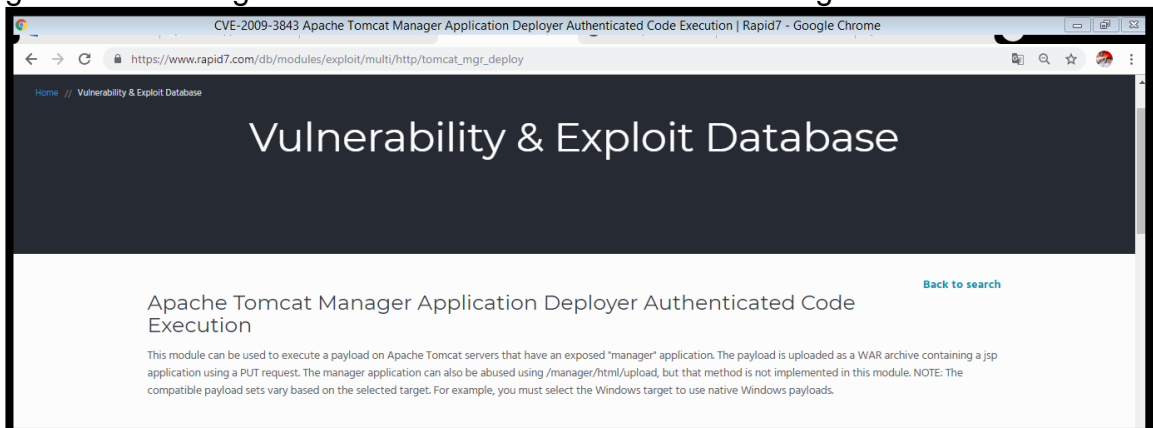 CVE-2009-3843 Apache Tomcat Manager Application Deployer Authenticated Code Execution | Rapid7 - Google Chrome
https://www.rapid7.com/db/modules/exploit/multi/http/tomcat_mgr_deploy
Home // Vulnerability & Exploit Database
Vulnerability & Exploit Database
Back to search
Apache Tomcat Manager Application Deployer Authenticated Code
Execution
This module can be used to execute a payload on Apache Tomcat servers that have an exposed "manager" application. The payload is uploaded as a WAR archive containing a jsp
application using a PUT request. The manager application can also be abused using /manager/html/upload, but that method is not implemented in this module. NOTE: The
compatible payload sets vary based on the selected target. For example, you must select the Windows target to use native Windows payloads.